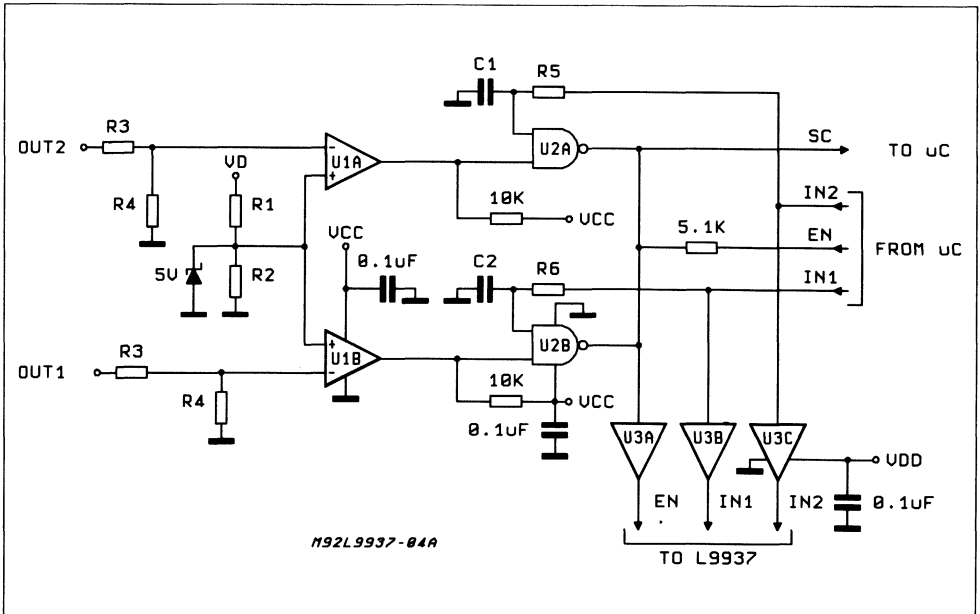 C1
R5
OUT2
R3
U1A
U2A
SC
TO uC
VD
R4
R1
10K
VCC
IN2
5.1K
EN
FROM uC
VCC
5V
R2
0.1uF
C2
R6
IN1
U1B
U2B
OUT1
R3
R4
10K
VCC
0.1uF
U3A
U3B
U3C
VDD
EN
IN1
IN2
0.1uF
TO L9937
M92L9937-04A